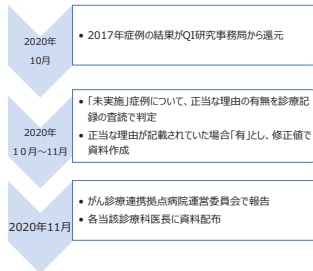 2020年
10月
• 2017年症例の結果がQI研究事務局から還元
2020年
１０月～11月
• 「未実施」症例について、正当な理由の有無を診療記
録の査読で判定
• 正当な理由が記載されていた場合「有」とし、修正値で
資料作成
2020年11月
• がん診療連携拠点病院運営委員会で報告
• 各当該診療科医長に資料配布